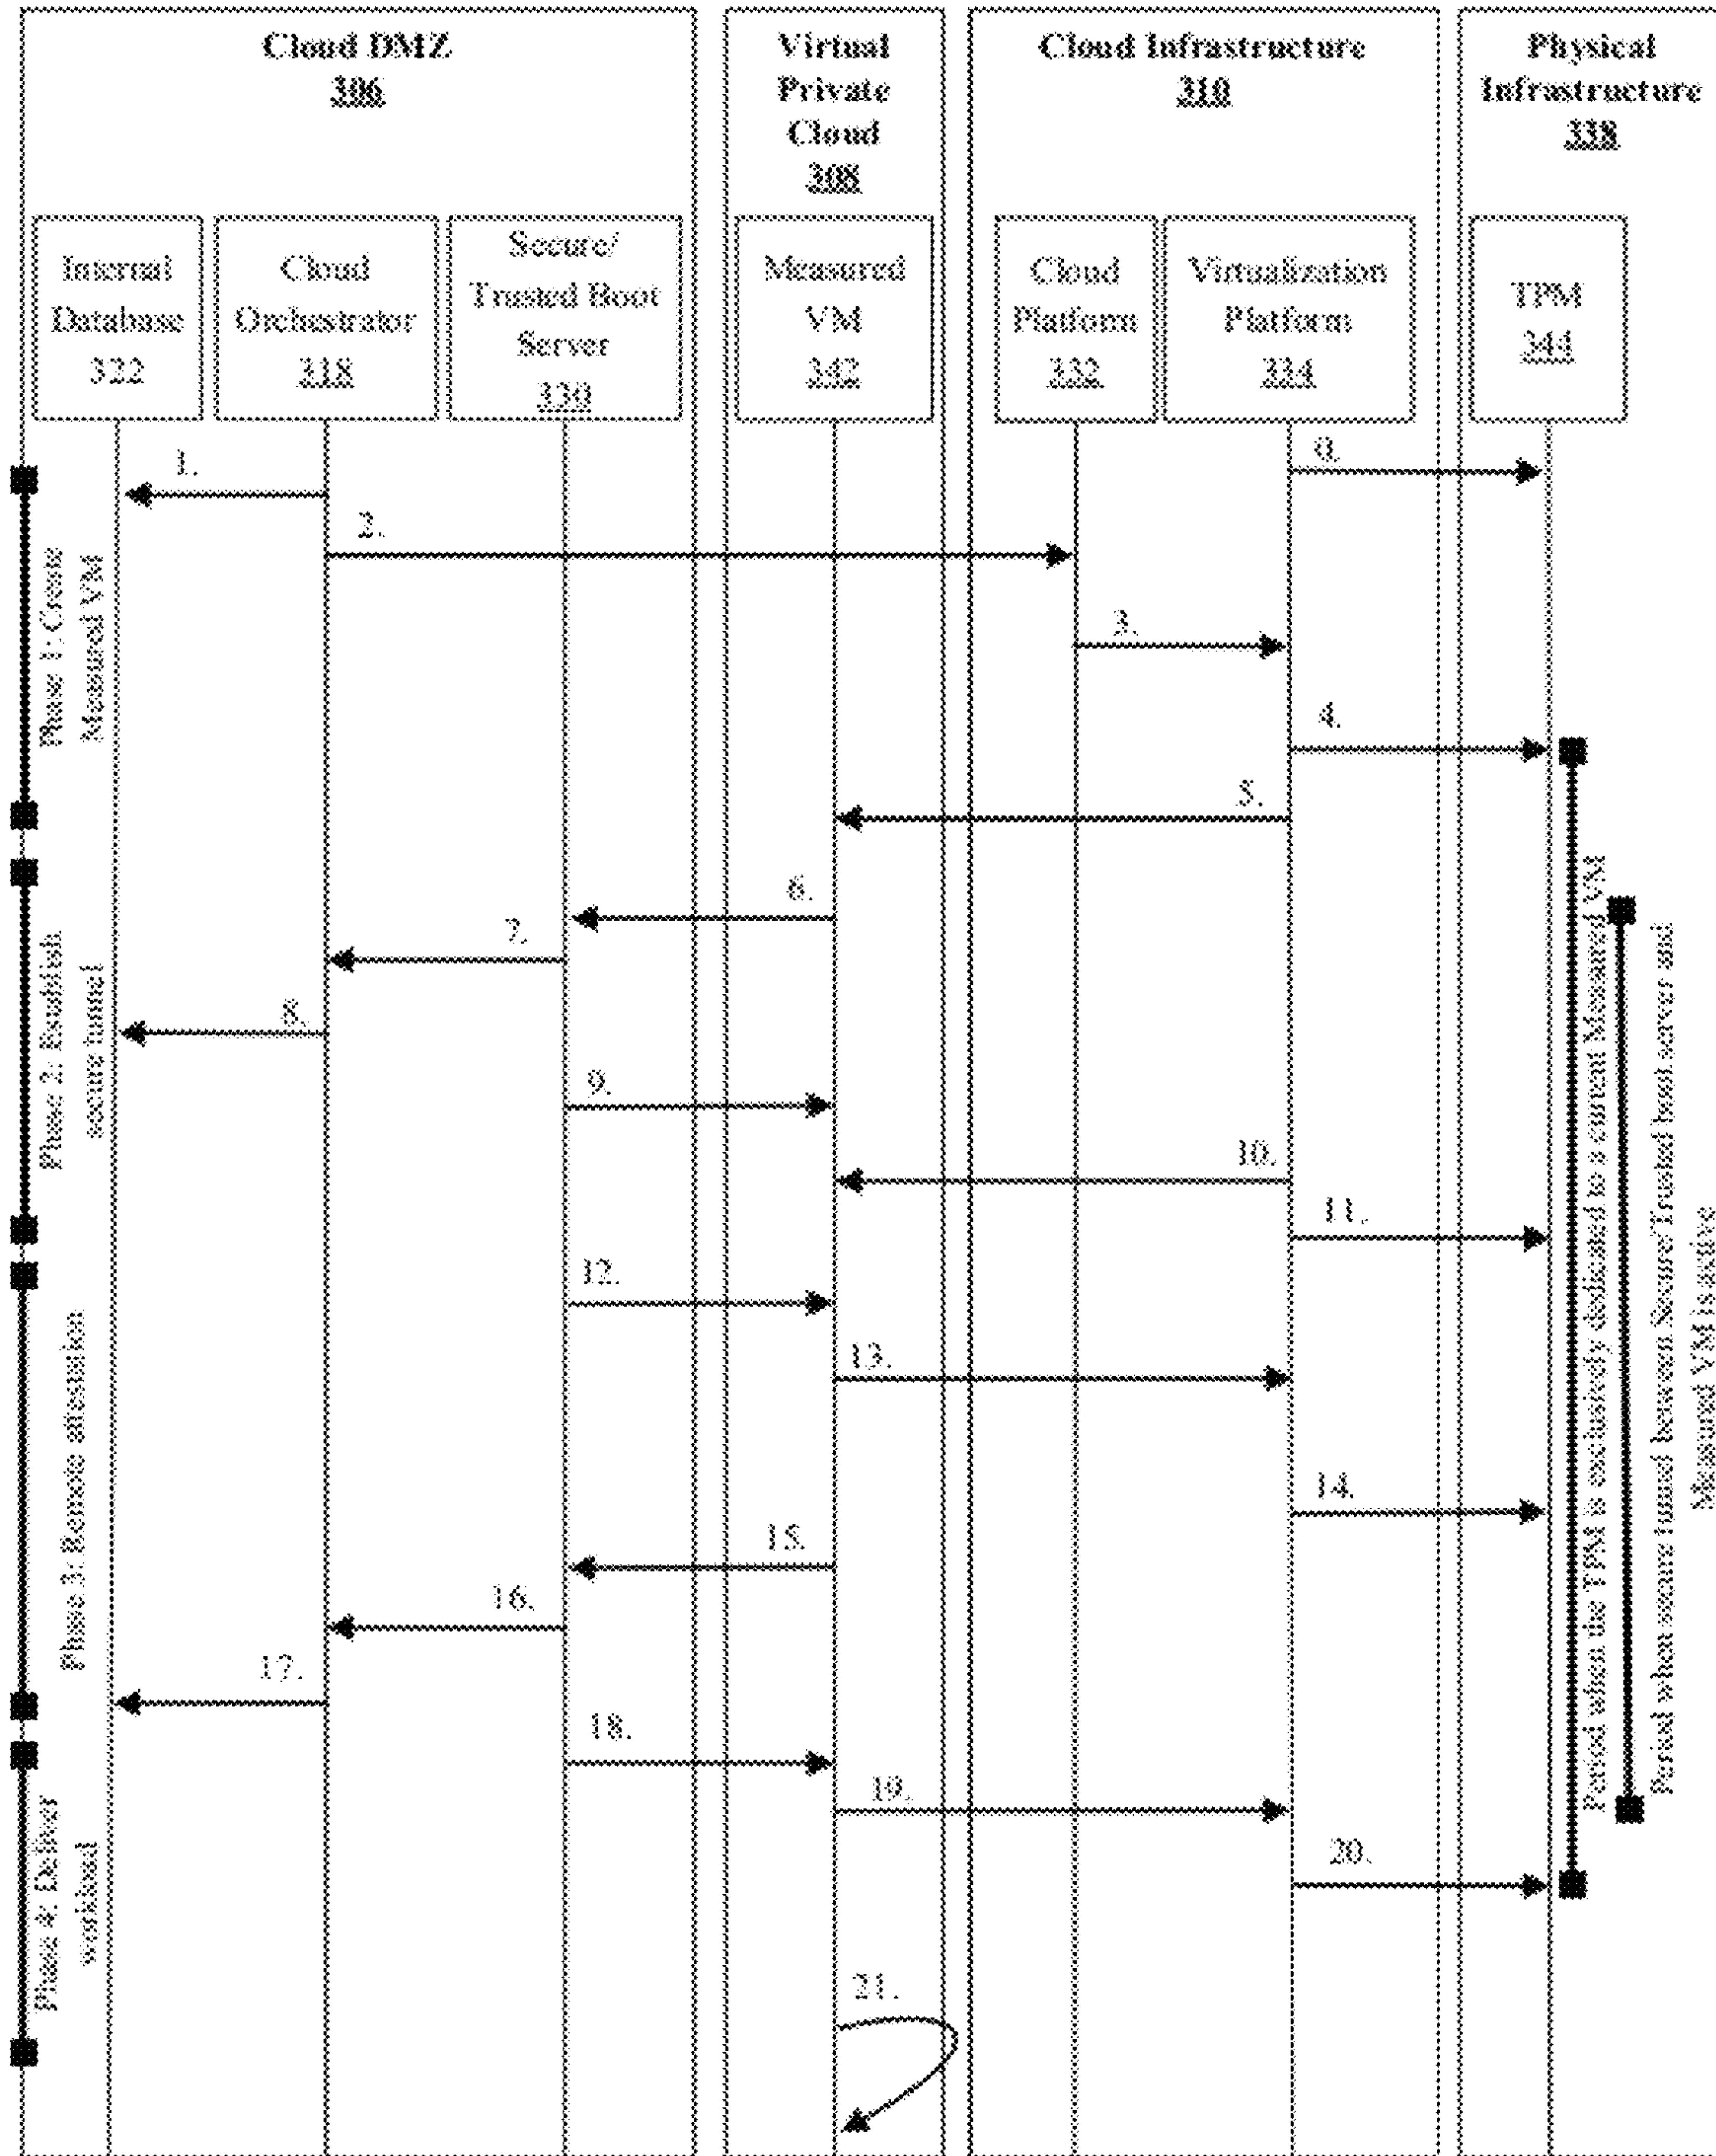 Cloud DMZ
306
Virtual
Private
Cloud
308
Cloud Infrastructure
310
Physical
Infrastructure
338
Internal
Database
322
Cloud
Orchestrator
318
Secure/
Trusted Boot
Server
330
Measured
VM
342
Cloud
Platform
332
Virtualization
Platform
334
TPM
344
0.
1.
2.
3.
4.
5.
6.
7.
8.
9.
10.
11.
12.
13.
14.
15.
16.
17.
18.
19.
20.
21.
Phase 1: Create
Measured VM
Phase 2: Establish
secure tunnel
Phase 3: Remote attestation
Phase 4: Deliver
workload
Period when the TPM is exclusively dedicated to a current Measured VM
Period when secure tunnel between Secure/Trusted boot server and
Measured VM is active